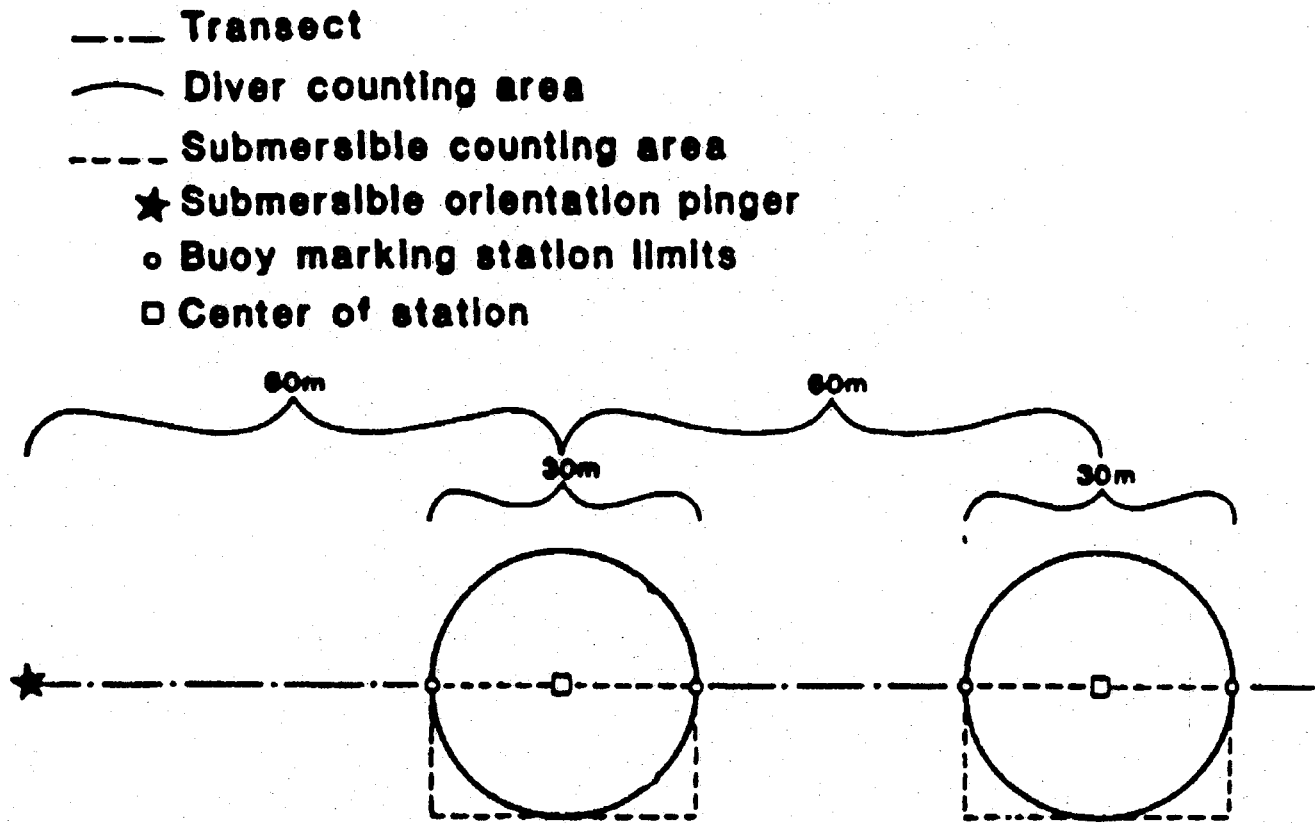 Transect
Diver counting area
Submersible counting area
Submersible orientation pinger
Buoy marking station limits
Center of station
60m 60m
30m 30m